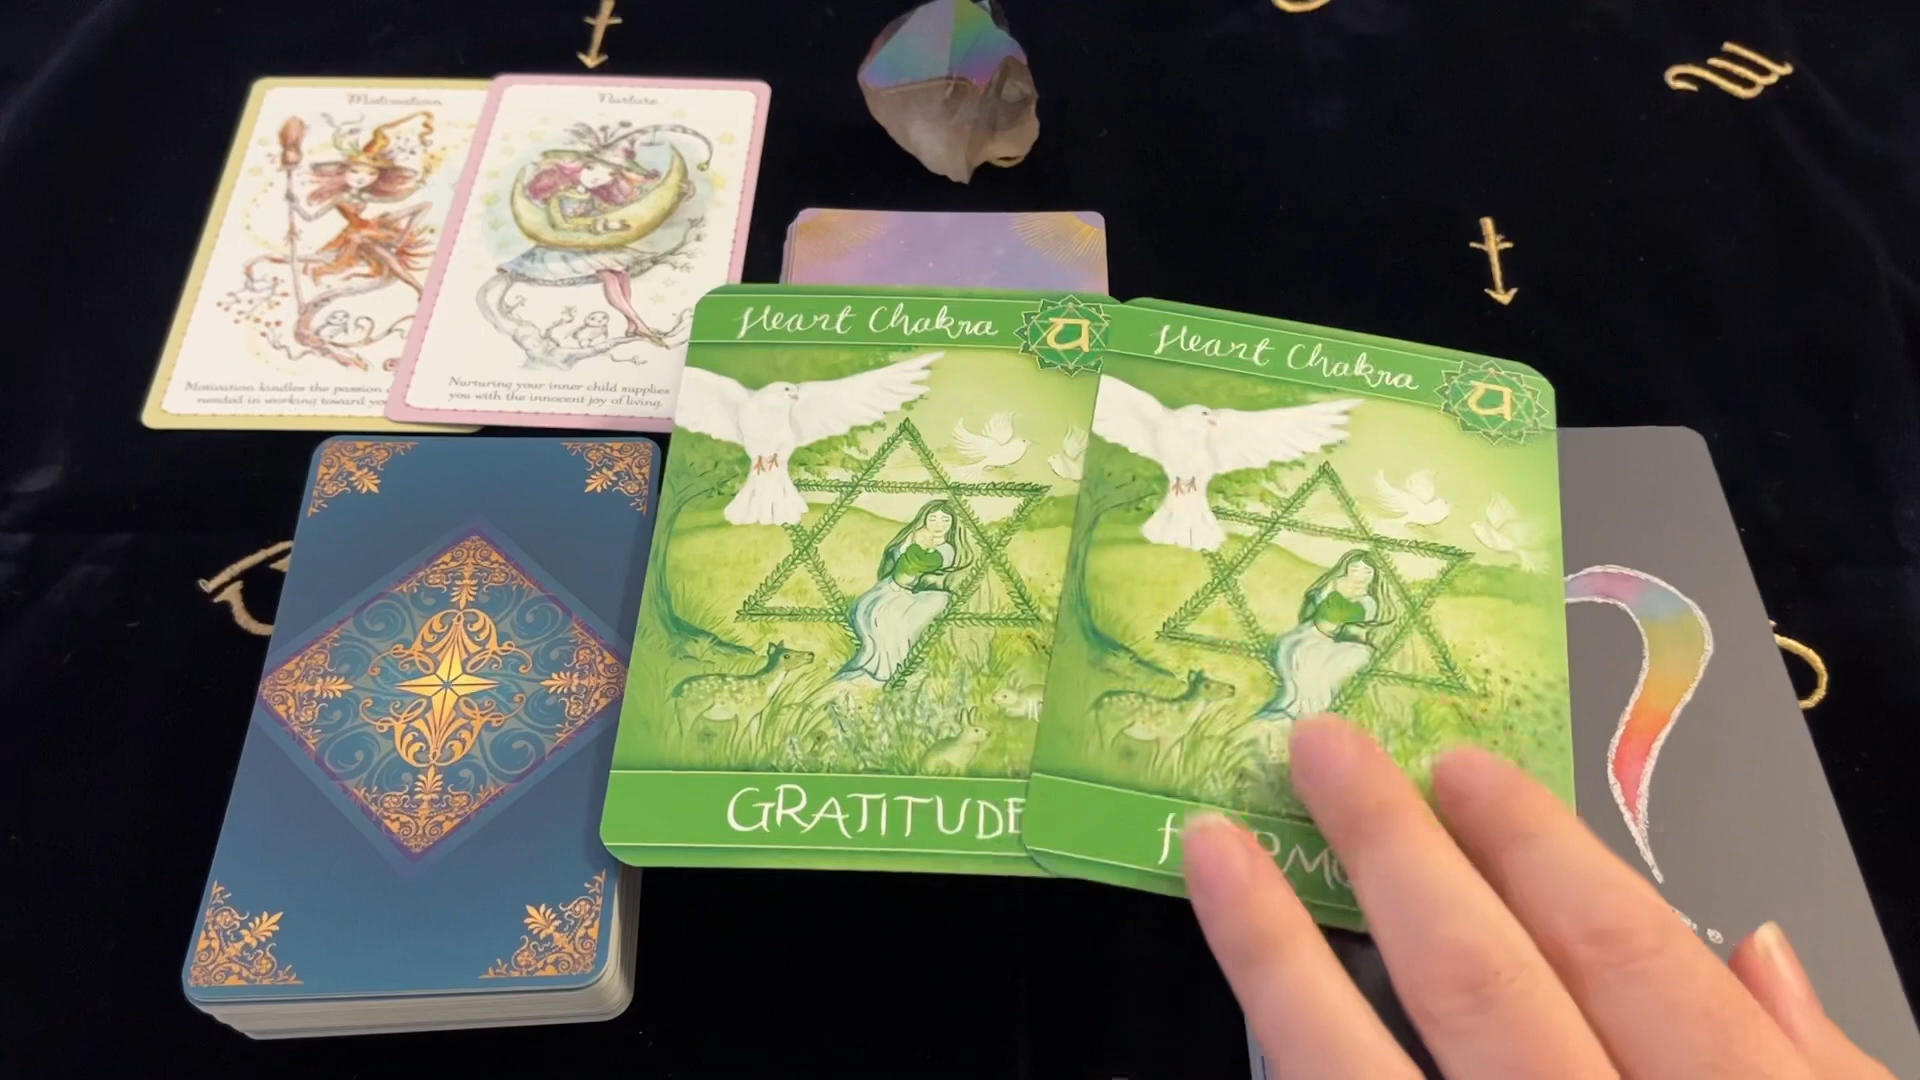 Motivation
Nurture
Motivation kindles the passion
needed in working toward
Nurturing your inner child supplies
you with the innocent joy of living.
Heart Chakra
Heart Chakra
GRATITUDE